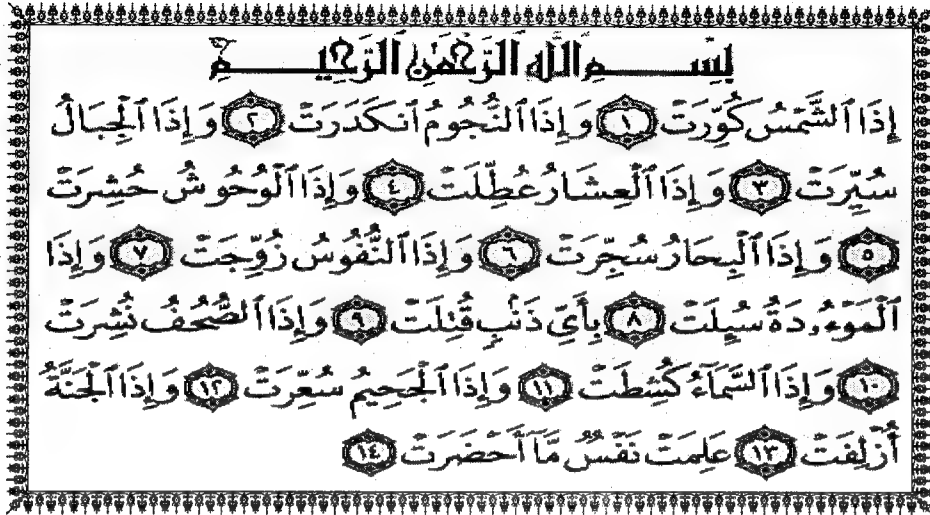 بِسْمِ ٱللَّهِ ٱلرَّحْمَٰنِ ٱلرَّحِيمِ
إِذَا ٱلشَّمْسُ كُوِّرَتْ ١ وَإِذَا ٱلنُّجُومُ ٱنكَدَرَتْ ٢ وَإِذَا ٱلْجِبَالُ
سُيِّرَتْ ٣ وَإِذَا ٱلْعِشَارُ عُطِّلَتْ ٤ وَإِذَا ٱلْوُحُوشُ حُشِرَتْ
٥ وَإِذَا ٱلْبِحَارُ سُجِّرَتْ ٦ وَإِذَا ٱلنُّفُوسُ زُوِّجَتْ ٧ وَإِذَا
ٱلْمَوْءُۥدَةُ سُئِلَتْ ٨ بِأَيِّ ذَنۢبٍ قُتِلَتْ ٩ وَإِذَا ٱلصُّحُفُ نُشِرَتْ
١٠ وَإِذَا ٱلسَّمَآءُ كُشِطَتْ ١١ وَإِذَا ٱلْجَحِيمُ سُعِّرَتْ ١٢ وَإِذَا ٱلْجَنَّةُ
أُزْلِفَتْ ١٣ عَلِمَتْ نَفْسٌ مَّآ أَحْضَرَتْ ١٤